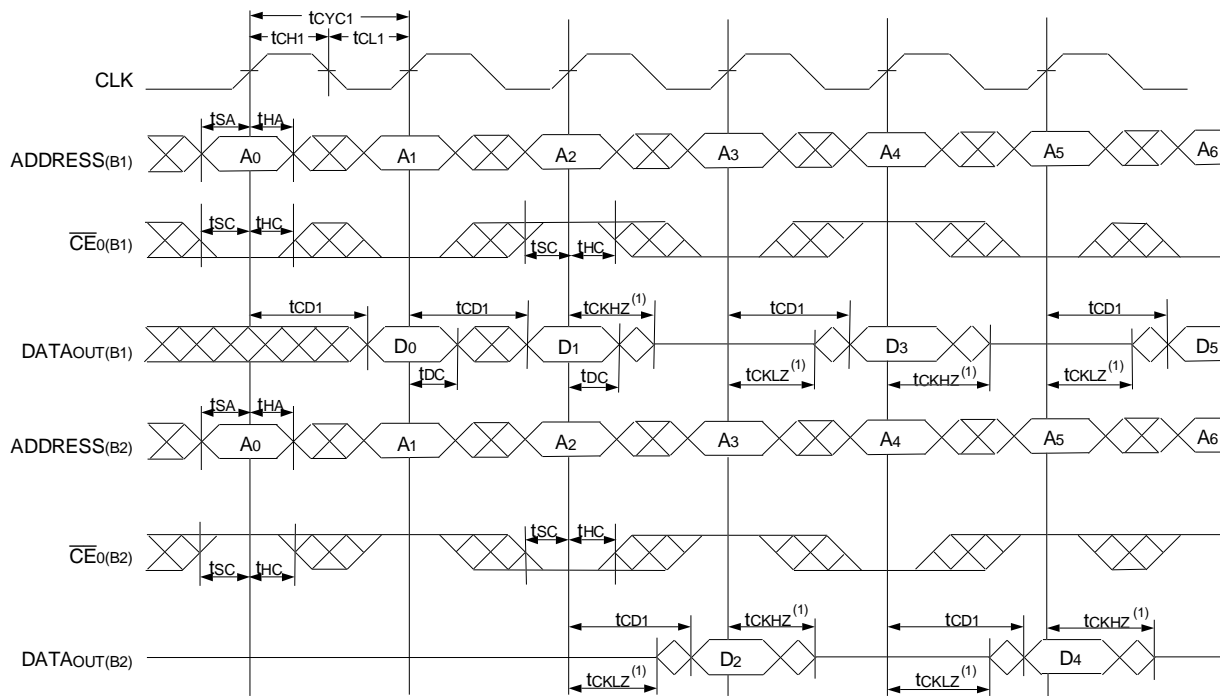 tCYC1
tCH1 tCL1
CLK
tSA tHA
ADDRESS(B1) A0 A1 A2 A3 A4 A5 A6
tSC tHC
CE0(B1) tSC tHC
tCD1 tCD1 tCKHZ(1) tCD1 tCD1
DATAOUT(B1) D0 D1 D3 D5
tDC tDC tCKLZ(1) tCKHZ(1) tCKLZ(1)
tSA tHA
ADDRESS(B2) A0 A1 A2 A3 A4 A5 A6
tSC tHC
CE0(B2)
tSC tHC
tCD1 tCKHZ(1) tCD1 tCKHZ(1)
DATAOUT(B2) D2 D4
tCKLZ(1) tCKLZ(1)